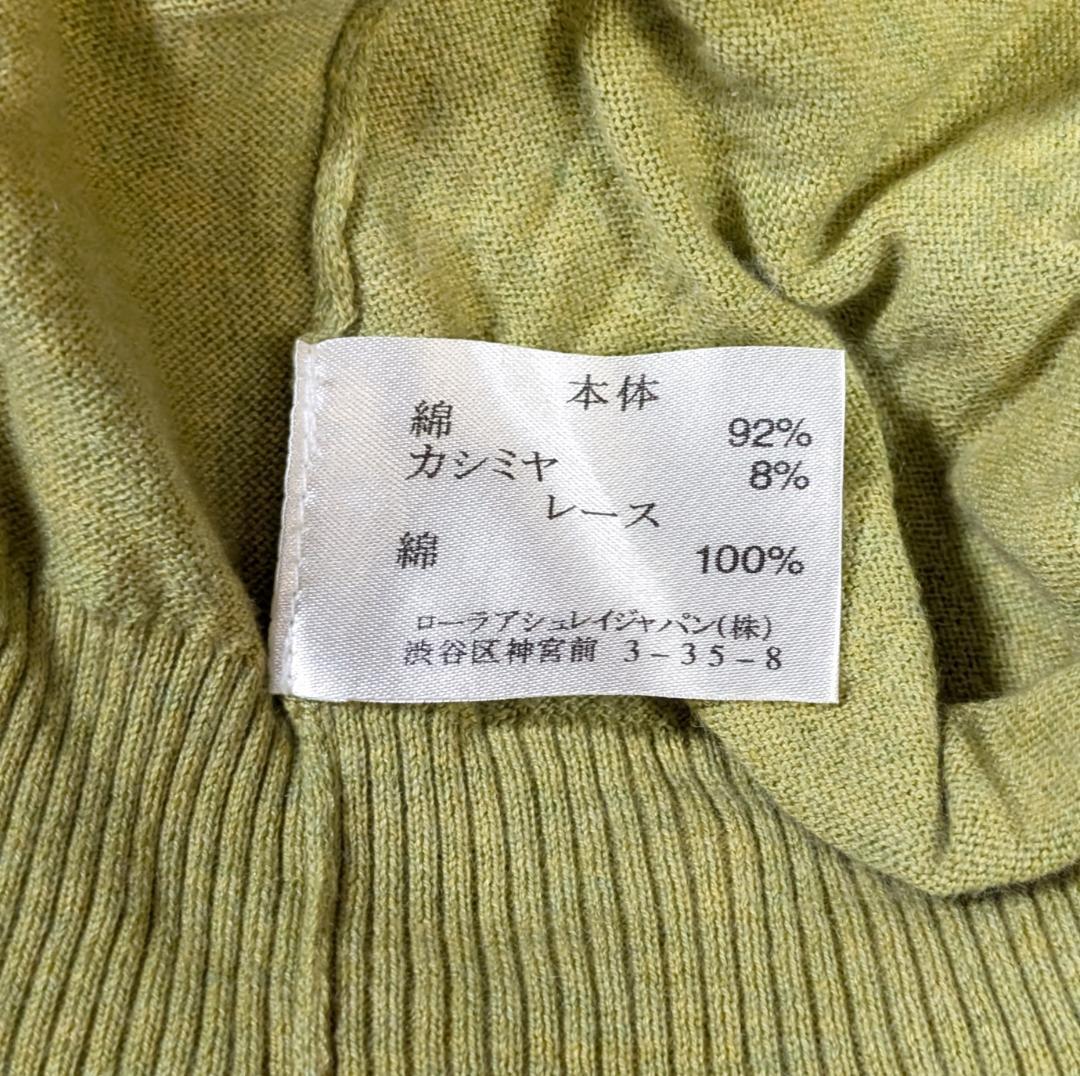 本体
綿 92%
カシミヤ 8%
レース
綿 100%
ローラアシュレイジャパン(株)
渋谷区神宮前 3-35-8